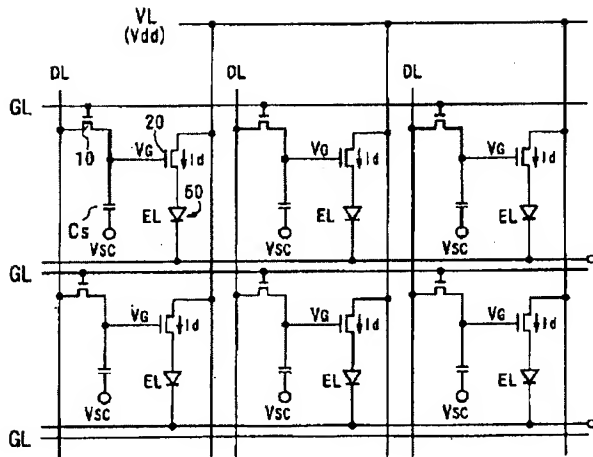 VL
(Vdd)
DL DL DL
GL
20
VG Id VG Id VG Id
10
Cs EL 60 EL EL
VSC VSC VSC
GL
VG Id VG Id VG Id
EL EL EL
VSC VSC VSC
GL